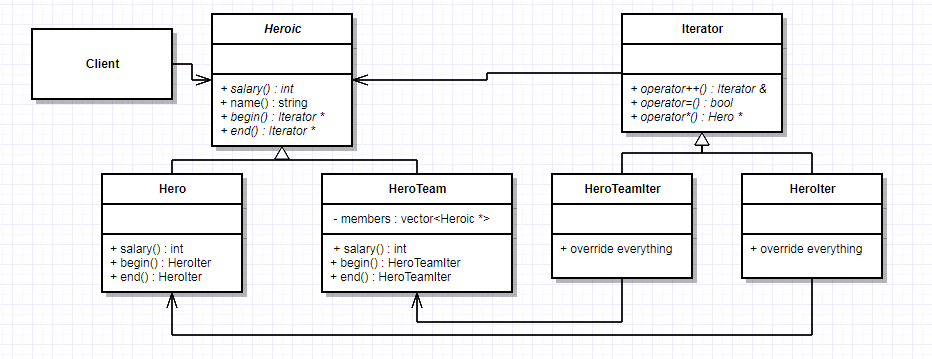 Client
Heroic
+ salary() : int
+ name() : string
+ begin() : Iterator *
+ end() : Iterator *
Iterator
+ operator++() : Iterator &
+ operator=() : bool
+ operator*() : Hero *
Hero
+ salary() : int
+ begin() : HeroIter
+ end() : HeroIter
HeroTeam
- members : vector<Heroic *>
+ salary() : int
+ begin() : HeroTeamIter
+ end() : HeroTeamIter
HeroTeamIter
+ override everything
HeroIter
+ override everything